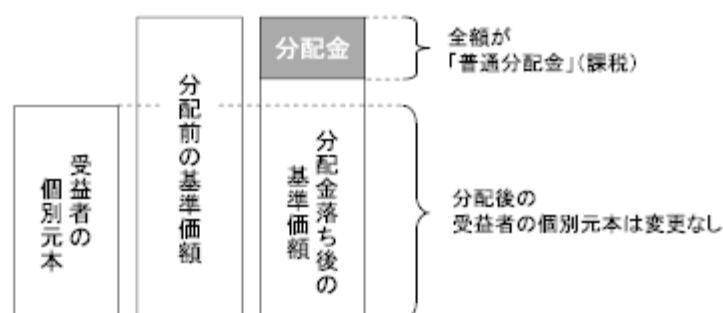 分配金
全額が
「普通分配金」(課税)
受益者の
個別元本
分配前の基準価額
分配金落ち後の
基準価額
分配後の
受益者の個別元本は変更なし